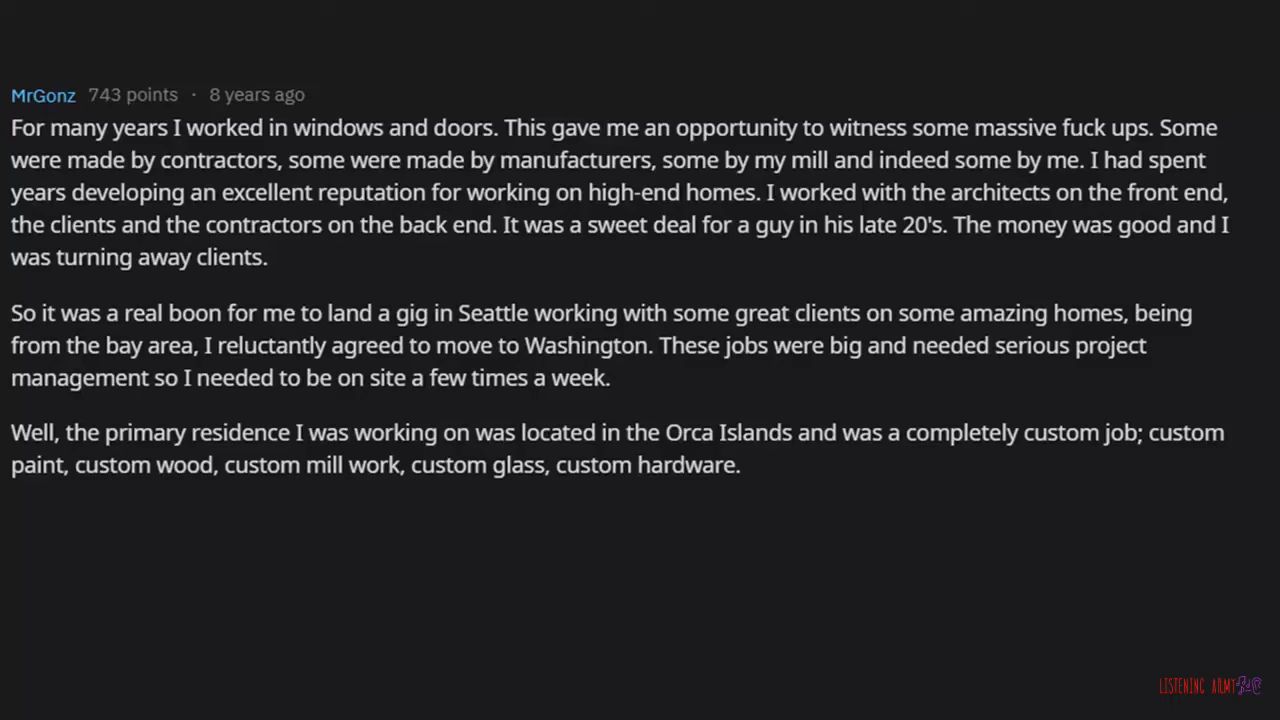 MrGonz 743 points · 8 years ago
For many years I worked in windows and doors. This gave me an opportunity to witness some massive fuck ups. Some
were made by contractors, some were made by manufacturers, some by my mill and indeed some by me. I had spent
years developing an excellent reputation for working on high-end homes. I worked with the architects on the front end,
the clients and the contractors on the back end. It was a sweet deal for a guy in his late 20's. The money was good and I
was turning away clients.
So it was a real boon for me to land a gig in Seattle working with some great clients on some amazing homes, being
from the bay area, I reluctantly agreed to move to Washington. These jobs were big and needed serious project
management so I needed to be on site a few times a week.
Well, the primary residence I was working on was located in the Orca Islands and was a completely custom job; custom
paint, custom wood, custom mill work, custom glass, custom hardware.
LISTENING